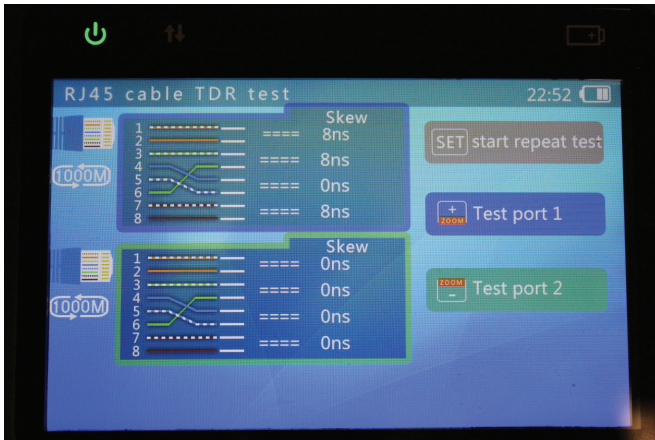 RJ45 cable TDR test 22:52
Skew
1 ==== 8ns
2
3 ==== 8ns
4
5 ==== 0ns
6
7 ==== 8ns
8
1000M
SET start repeat test
+ ZOOM Test port 1
Skew
1 ==== 0ns
2
3 ==== 0ns
4
5 ==== 0ns
6
7 ==== 0ns
8
1000M
ZOOM - Test port 2